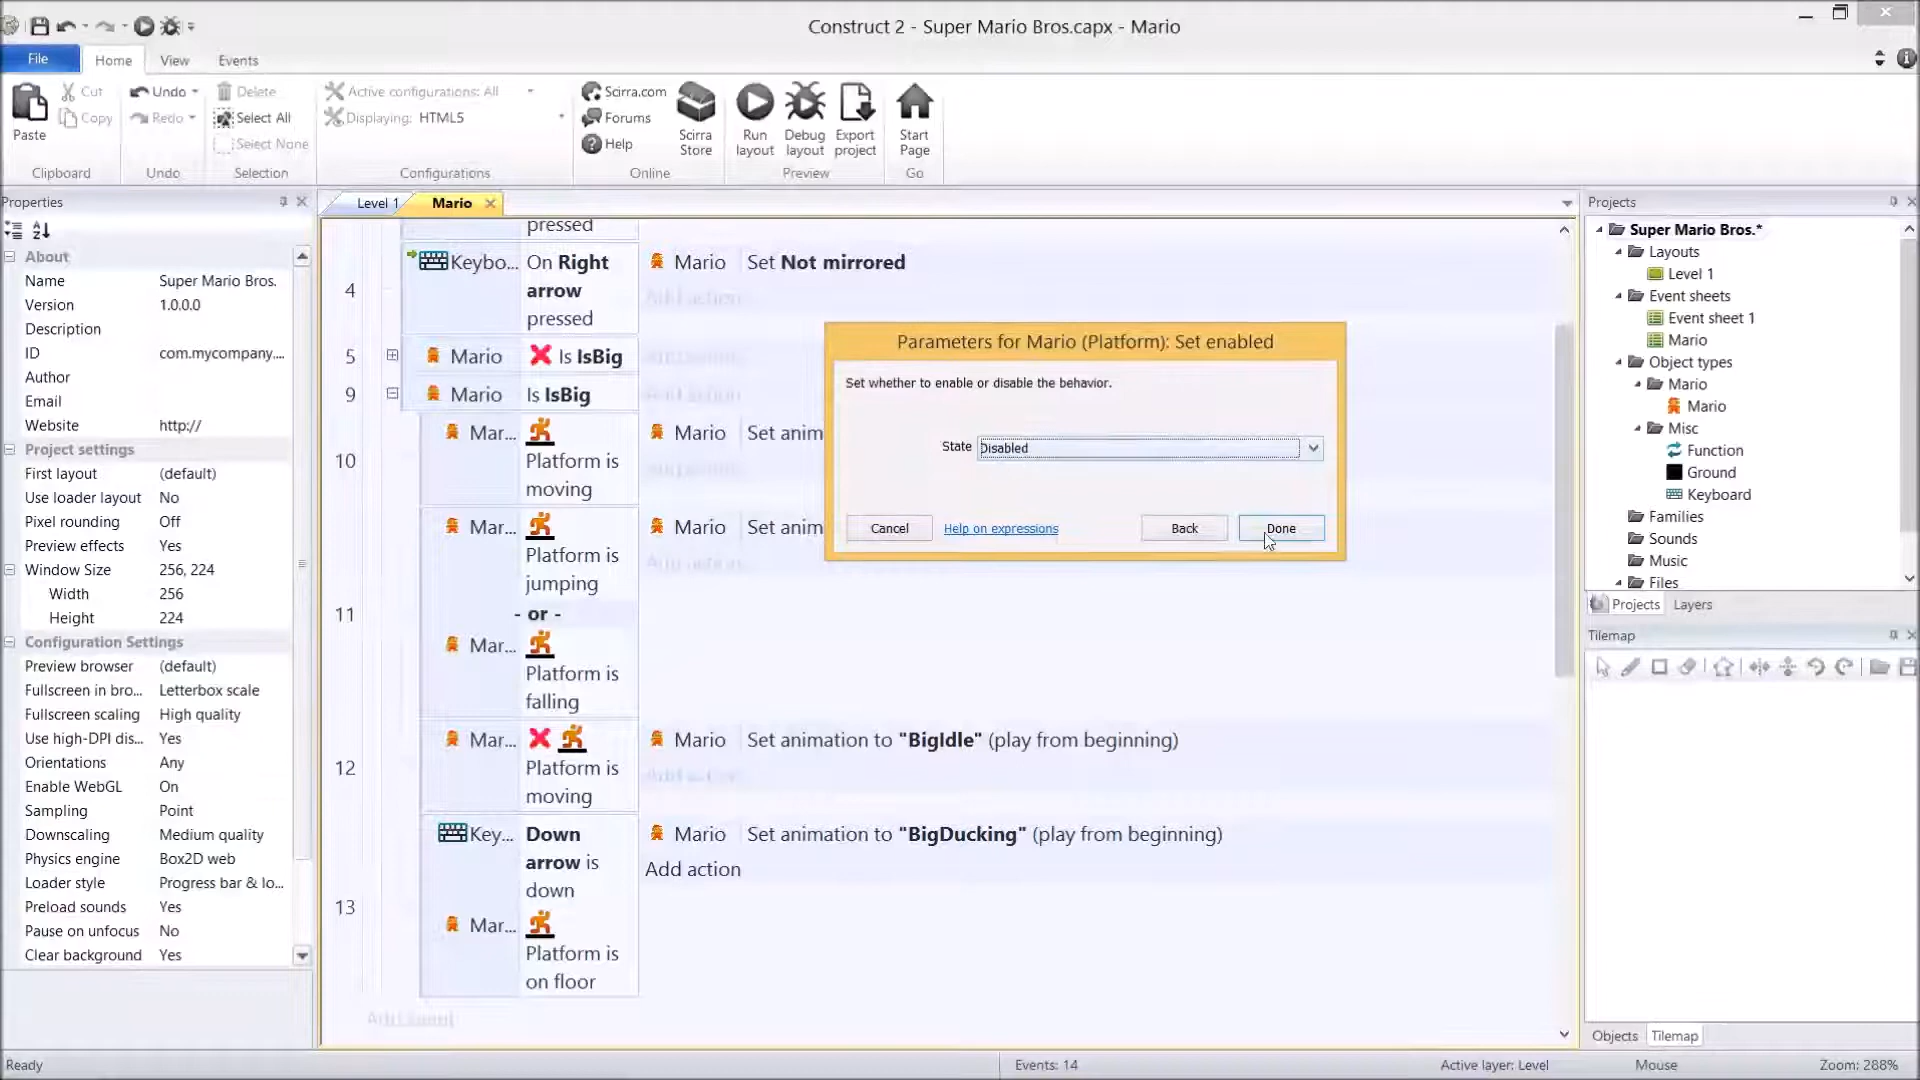 Construct 2 - Super Mario Bros.capx - Mario
File
Home
View
Events
Paste
Cut
Copy
Clipboard
Undo
Redo
Undo
Delete
Select All
Select None
Selection
Active configurations: All
Displaying: HTML5
Configurations
Scirra.com
Forums
Help
Scirra
Store
Online
Run
layout
Debug
layout
Export
project
Preview
Start
Page
Go
Properties
About
Name Super Mario Bros.
Version 1.0.0.0
Description
ID com.mycompany....
Author
Email
Website http://
Project settings
First layout (default)
Use loader layout No
Pixel rounding Off
Preview effects Yes
Window Size 256, 224
Width 256
Height 224
Configuration Settings
Preview browser (default)
Fullscreen in bro... Letterbox scale
Fullscreen scaling High quality
Use high-DPI dis... Yes
Orientations Any
Enable WebGL On
Sampling Point
Downscaling Medium quality
Physics engine Box2D web
Loader style Progress bar & lo...
Preload sounds Yes
Pause on unfocus No
Clear background Yes
Level 1
Mario
pressed
4
Keybo... On Right
arrow
pressed
Mario Set Not mirrored
Add action
5
Mario Is IsBig
Add action
9
Mario Is IsBig
Add action
10
Mar...
Platform is
moving
Mario Set anim
Add action
11
Mar...
Platform is
jumping
- or -
Mar...
Platform is
falling
Mario Set anim
Add action
12
Mar...
Platform is
moving
Mario Set animation to "BigIdle" (play from beginning)
Add action
13
Key... Down
arrow is
down
Mar...
Platform is
on floor
Mario Set animation to "BigDucking" (play from beginning)
Add action
Add event
Parameters for Mario (Platform): Set enabled
Set whether to enable or disable the behavior.
State Disabled
Cancel
Help on expressions
Back
Done
Projects
Super Mario Bros.*
Layouts
Level 1
Event sheets
Event sheet 1
Mario
Object types
Mario
Mario
Misc
Function
Ground
Keyboard
Families
Sounds
Music
Files
Projects
Layers
Tilemap
Objects
Tilemap
Ready
Events: 14
Active layer: Level
Mouse
Zoom: 288%